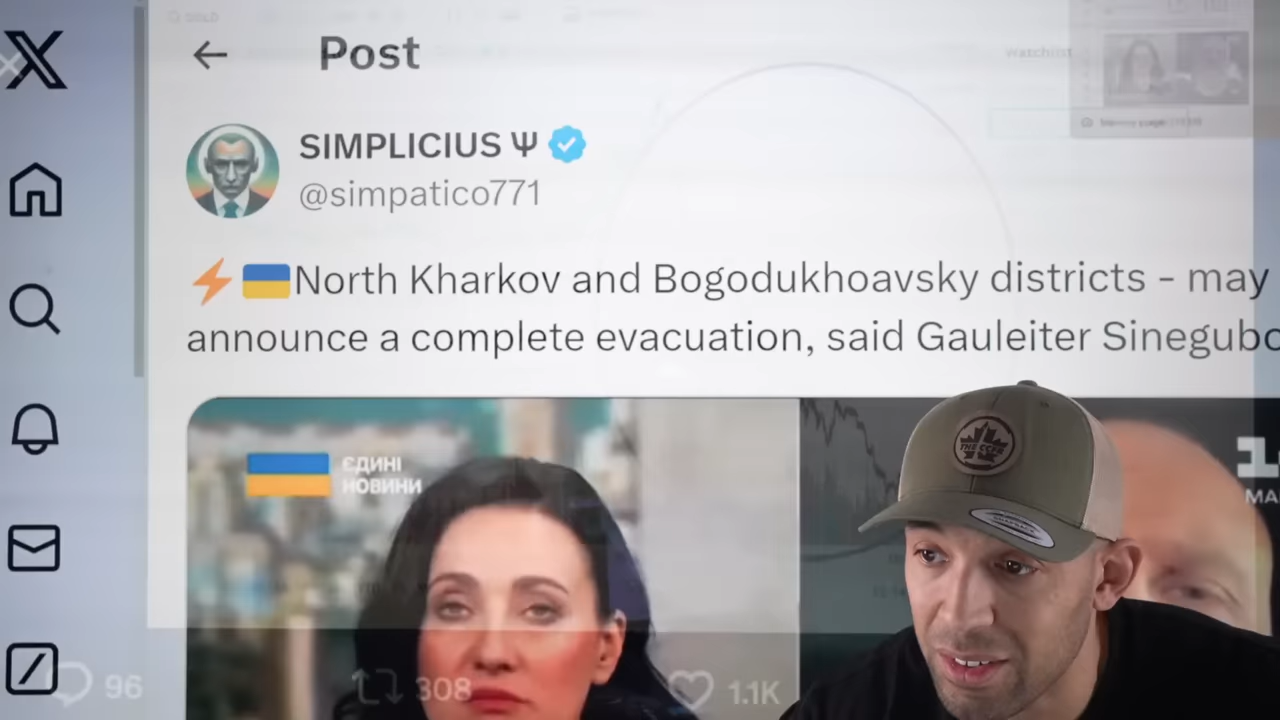 Post
watchlist
SIMPLICIUS Ψ
@simpatico771
⚡🇺🇦North Kharkov and Bogodukhoavsky districts – may
announce a complete evacuation, said Gauleiter Sinegubo
ЄДИНІ
НОВИНИ
96
308
1.1K